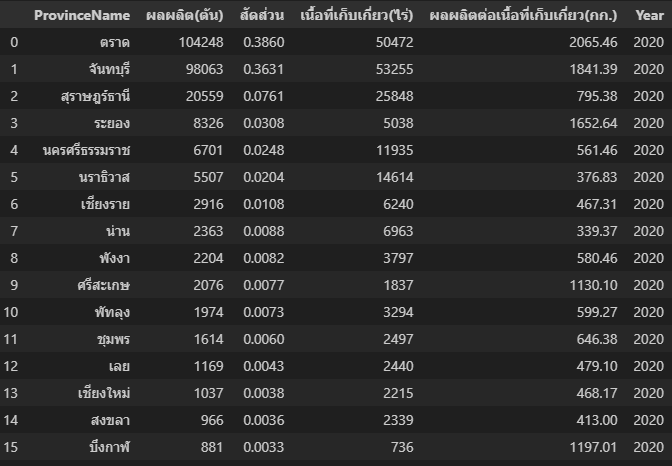 ProvinceName ผลผลิต(ตัน) สัดส่วน เนื้อที่เก็บเกี่ยว(ไร่) ผลผลิตต่อเนื้อที่เก็บเกี่ยว(กก.) Year
0 ตราด 104248 0.3860 50472 2065.46 2020
1 จันทบุรี 98063 0.3631 53255 1841.39 2020
2 สุราษฎร์ธานี 20559 0.0761 25848 795.38 2020
3 ระยอง 8326 0.0308 5038 1652.64 2020
4 นครศรีธรรมราช 6701 0.0248 11935 561.46 2020
5 นราธิวาส 5507 0.0204 14614 376.83 2020
6 เชียงราย 2916 0.0108 6240 467.31 2020
7 น่าน 2363 0.0088 6963 339.37 2020
8 พังงา 2204 0.0082 3797 580.46 2020
9 ศรีสะเกษ 2076 0.0077 1837 1130.10 2020
10 พัทลุง 1974 0.0073 3294 599.27 2020
11 ชุมพร 1614 0.0060 2497 646.38 2020
12 เลย 1169 0.0043 2440 479.10 2020
13 เชียงใหม่ 1037 0.0038 2215 468.17 2020
14 สงขลา 966 0.0036 2339 413.00 2020
15 บึงกาฬ 881 0.0033 736 1197.01 2020